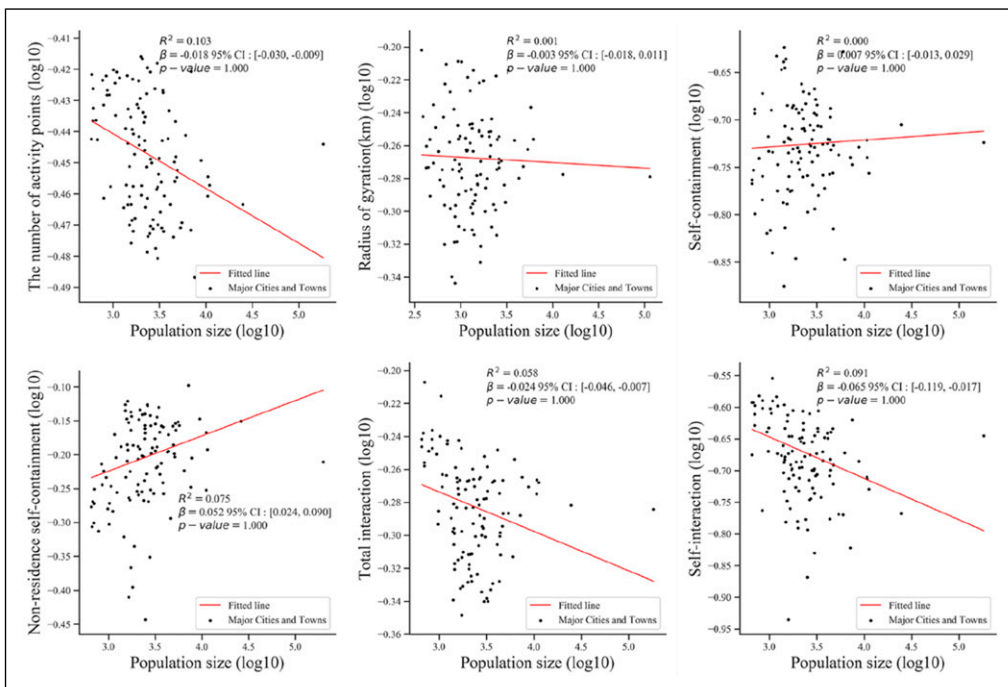 R² = 0.103
β = -0.018 95% CI : [-0.030, -0.009]
p − value = 1.000
The number of activity points (log10)
-0.41
-0.42
-0.43
-0.44
-0.45
-0.46
-0.47
-0.48
-0.49
3.0 3.5 4.0 4.5 5.0
Population size (log10)
Fitted line
Major Cities and Towns
R² = 0.001
β = -0.003 95% CI : [-0.018, 0.011]
p − value = 1.000
Radius of gyration(km) (log10)
-0.20
-0.22
-0.24
-0.26
-0.28
-0.30
-0.32
-0.34
2.5 3.0 3.5 4.0 4.5 5.0
Population size (log10)
Fitted line
Major Cities and Towns
R² = 0.000
β = 0.007 95% CI : [-0.013, 0.029]
p − value = 1.000
Self-containment (log10)
-0.65
-0.70
-0.75
-0.80
-0.85
3.0 3.5 4.0 4.5 5.0
Population size (log10)
Fitted line
Major Cities and Towns
Non-residence self-containment (log10)
-0.10
-0.15
-0.20
-0.25
-0.30
-0.35
-0.40
-0.45
R² = 0.075
β = 0.052 95% CI : [0.024, 0.090]
p − value = 1.000
3.0 3.5 4.0 4.5 5.0
Population size (log10)
Fitted line
Major Cities and Towns
R² = 0.058
β = -0.024 95% CI : [-0.046, -0.007]
p − value = 1.000
Total interaction (log10)
-0.20
-0.22
-0.24
-0.26
-0.28
-0.30
-0.32
-0.34
-0.36
3.0 3.5 4.0 4.5 5.0
Population size (log10)
Fitted line
Major Cities and Towns
R² = 0.091
β = -0.065 95% CI : [-0.119, -0.017]
p − value = 1.000
Self-interaction (log10)
-0.55
-0.60
-0.65
-0.70
-0.75
-0.80
-0.85
-0.90
-0.95
3.0 3.5 4.0 4.5 5.0
Population size (log10)
Fitted line
Major Cities and Towns